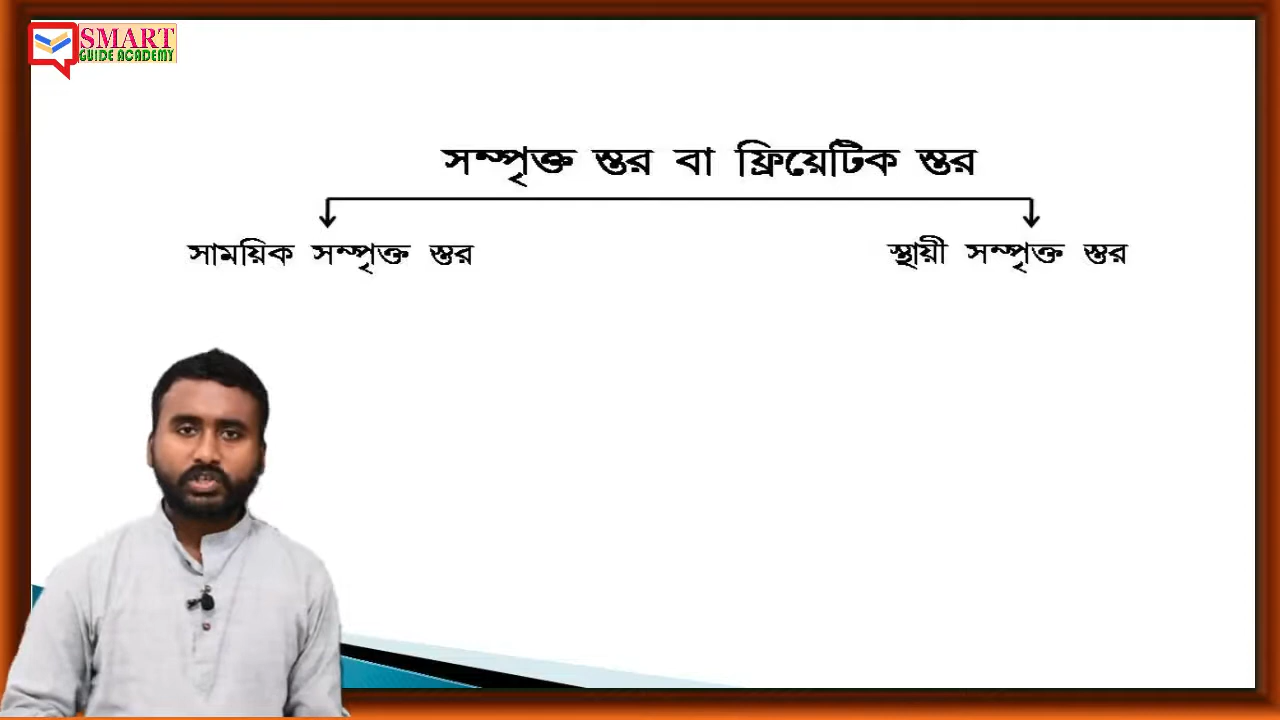 SMART
GUIDE ACADEMY
সম্পৃক্ত স্তর বা ফ্রিয়েটিক স্তর
সাময়িক সম্পৃক্ত স্তর
স্থায়ী সম্পৃক্ত স্তর